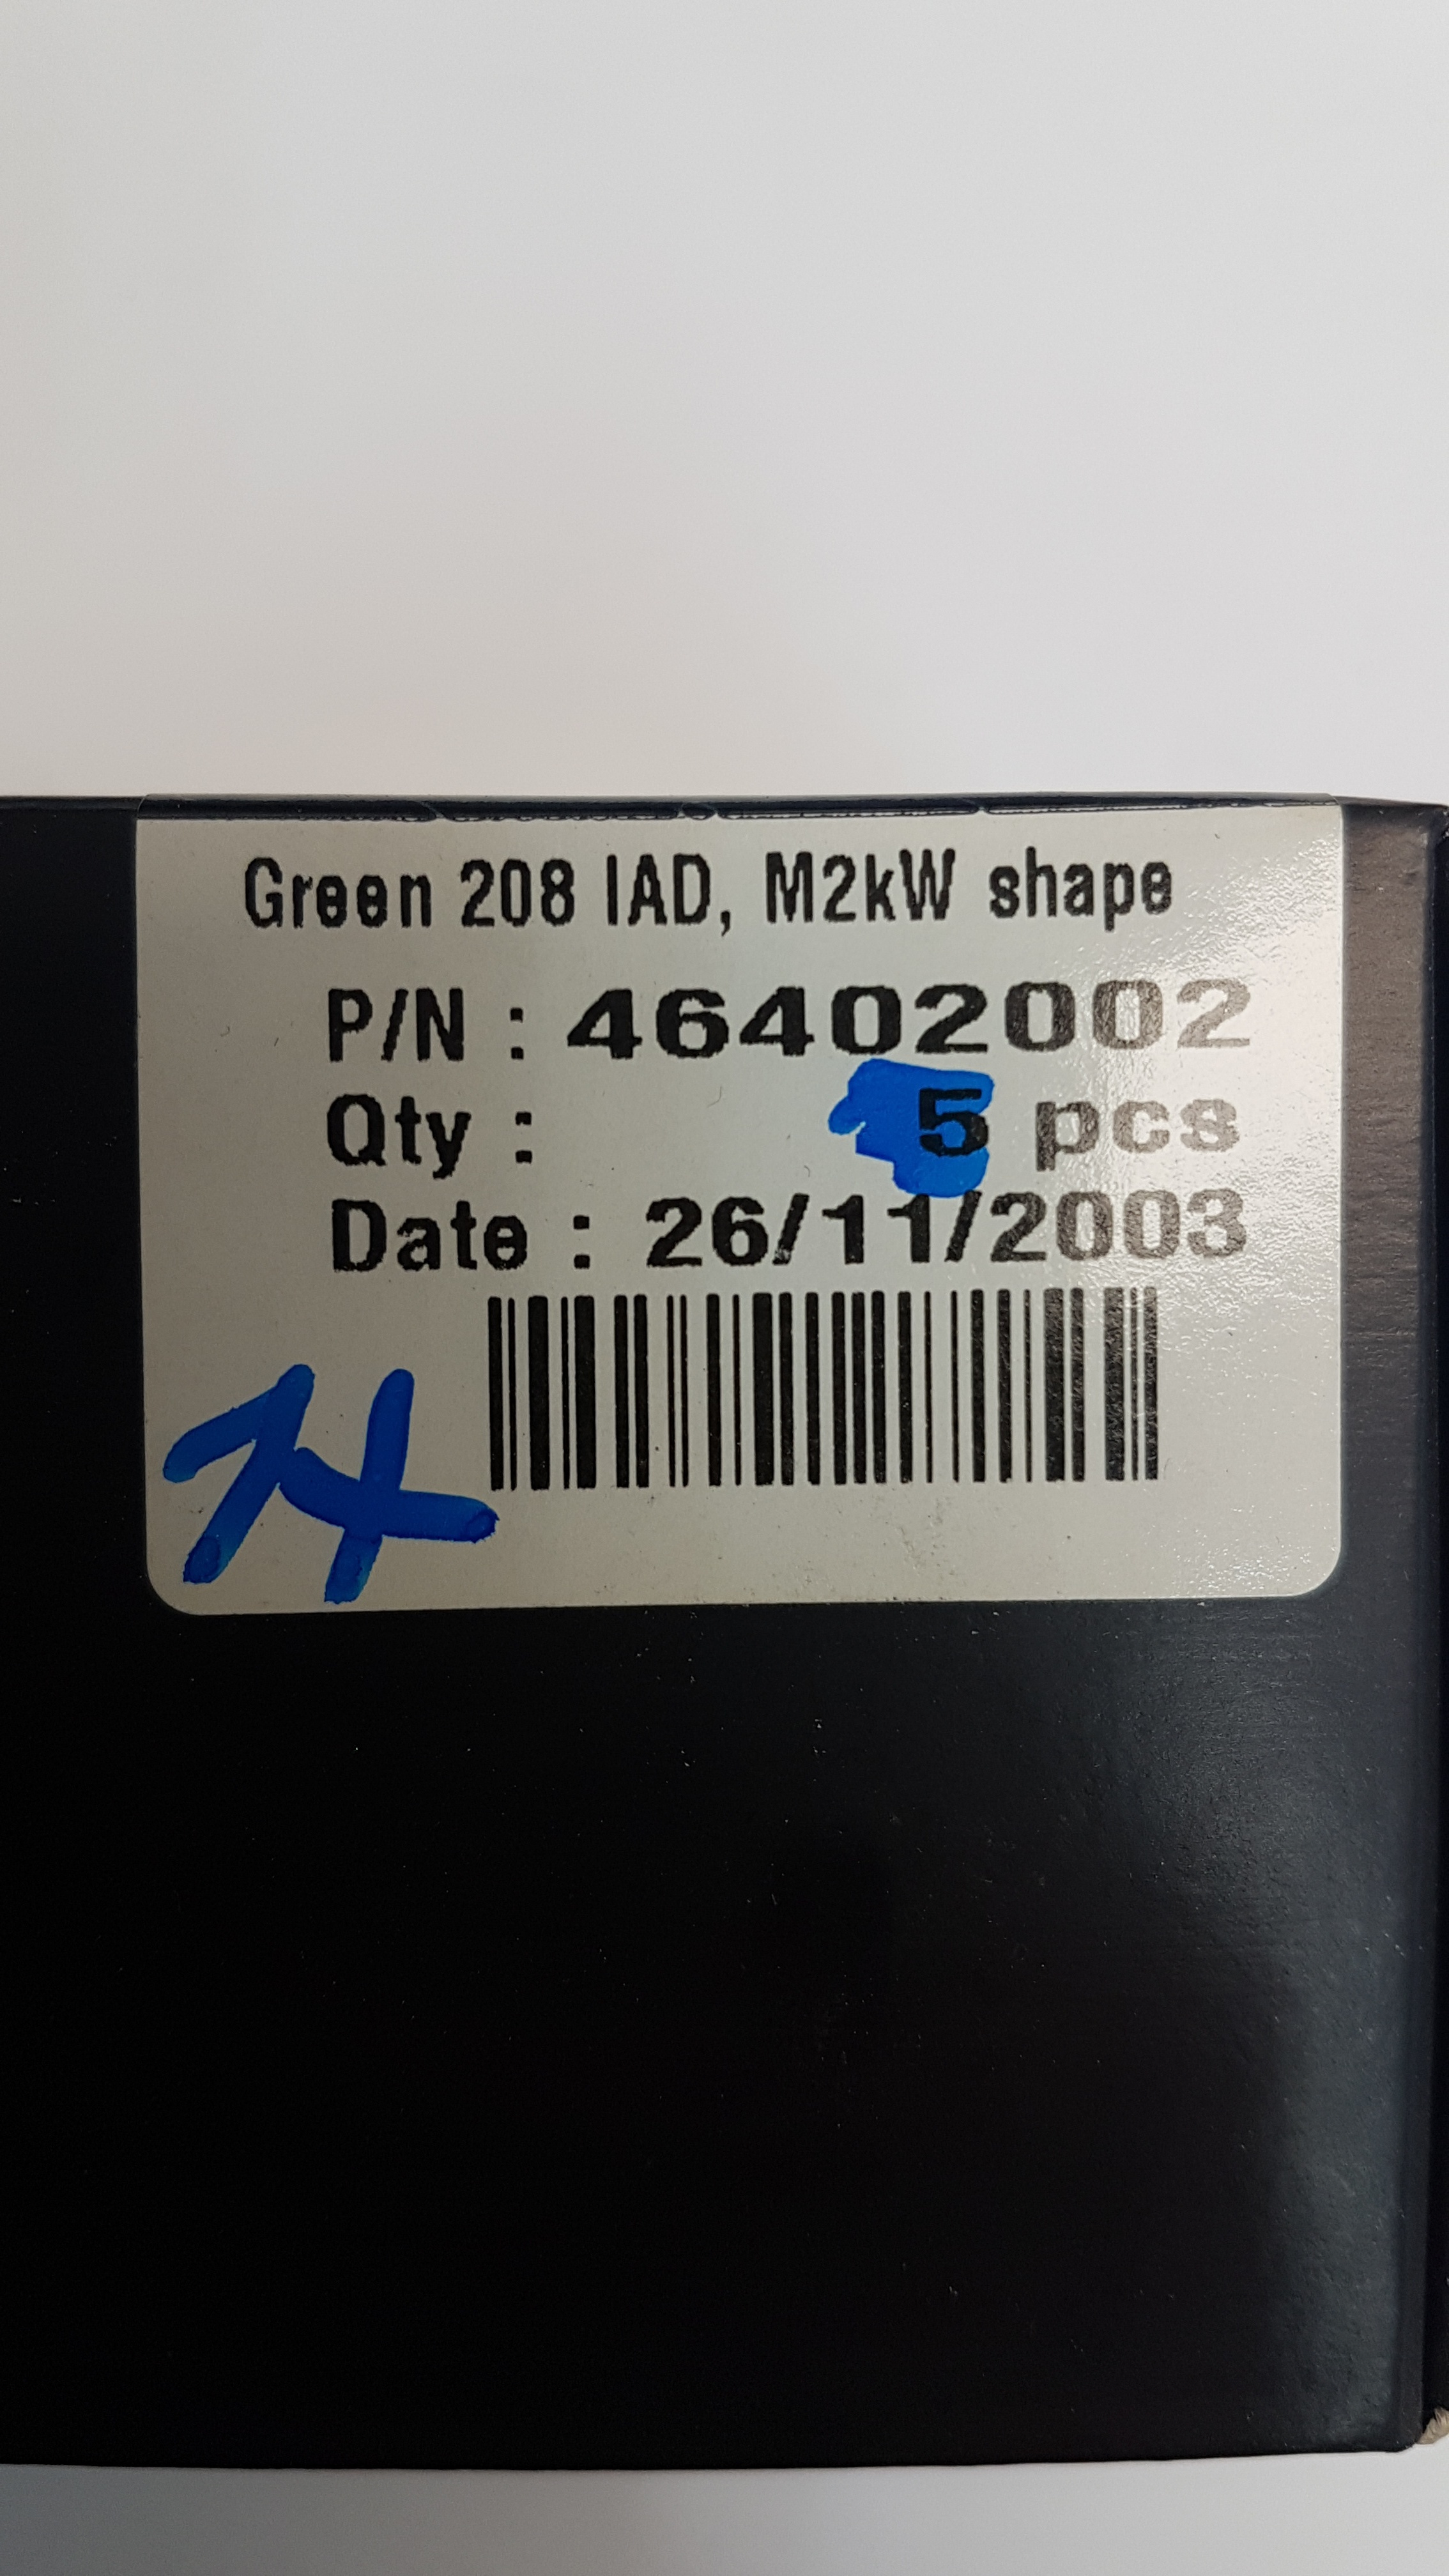 Green 208 IAD, M2kW shape
P/N : 46402002
Qty : 5 pcs
Date : 26/11/2003